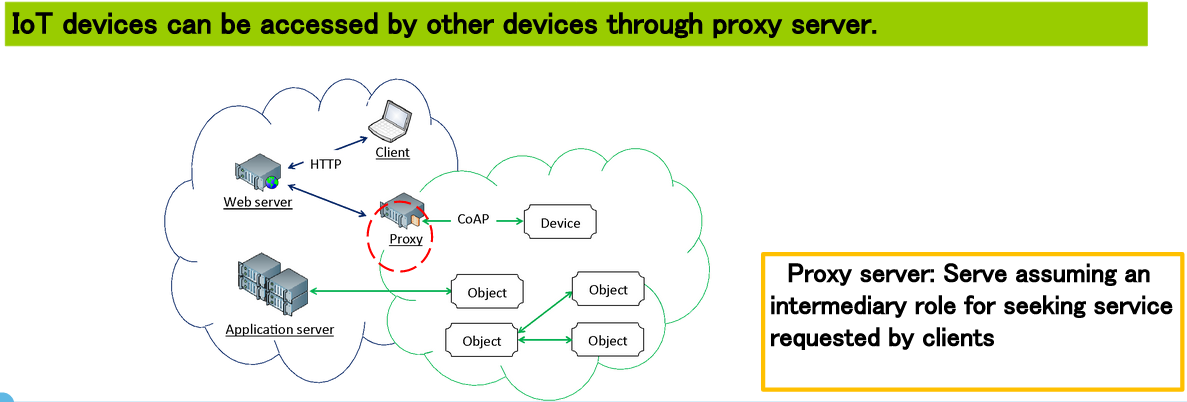 IoT devices can be accessed by other devices through proxy server.
Client
HTTP
Web server
CoAP
Device
Proxy
Object
Object
Application server
Object
Object
Proxy server: Serve assuming an
intermediary role for seeking service
requested by clients